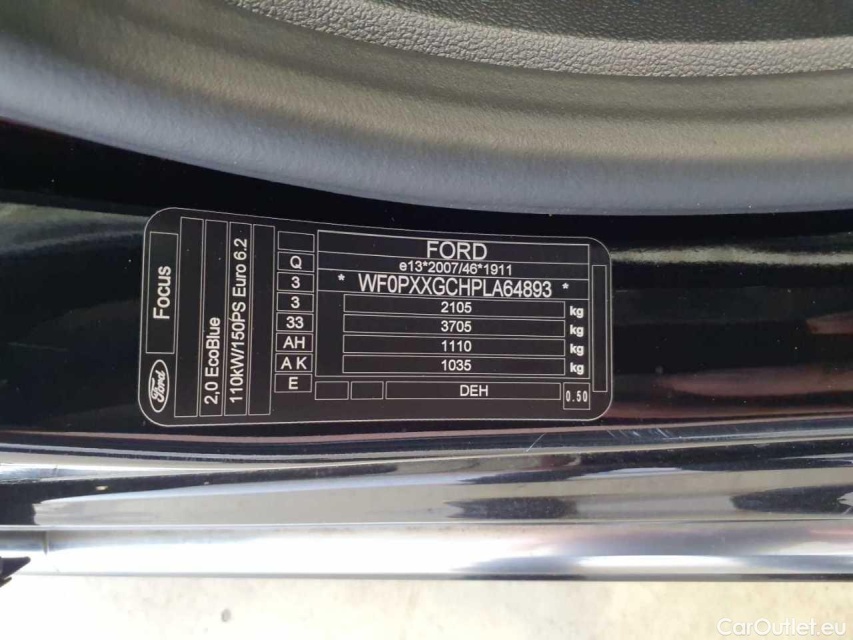 Ford
Focus
2,0 EcoBlue
110kW/150PS Euro 6.2
Q
3
3
33
AH
A K
E
FORD
e13*2007/46*1911
* WF0PXXGCHPLA64893 *
2105 kg
3705 kg
1110 kg
1035 kg
DEH
0.50
CarOutlet.eu